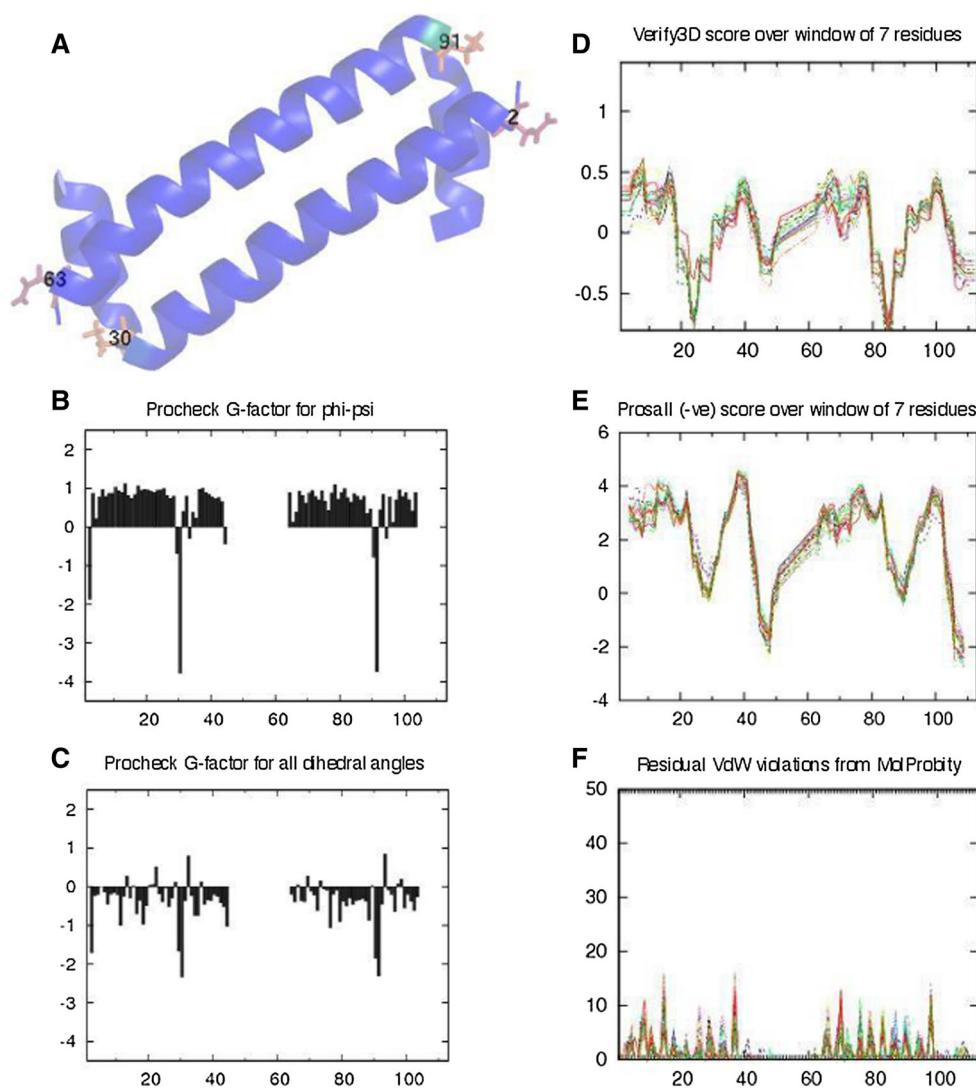 A
91
2
63
30
B
Procheck G-factor for phi-psi
2
1
0
-1
-2
-3
-4
20 40 60 80 100
C
Procheck G-factor for all dihedral angles
2
1
0
-1
-2
-3
-4
20 40 60 80 100
D
Verify3D score over window of 7 residues
1
0.5
0
-0.5
20 40 60 80 100
E
ProsaII (-ve) score over window of 7 residues
6
4
2
0
-2
-4
20 40 60 80 100
F
Residual VdW violations from MolProbity
50
40
30
20
10
0
20 40 60 80 100